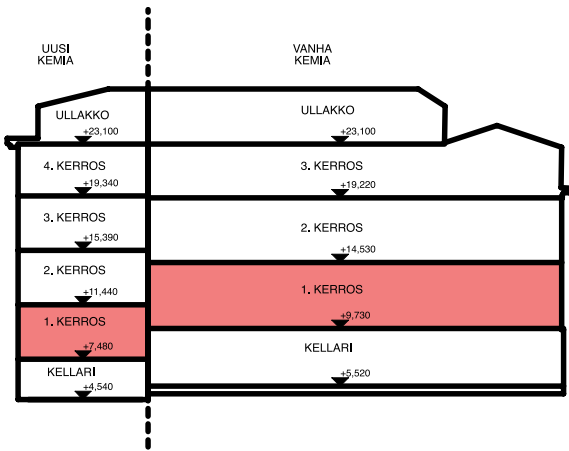 UUSI
KEMIA
VANHA
KEMIA
ULLAKKO
+23,100
ULLAKKO
+23,100
4. KERROS
+19,340
3. KERROS
+19,220
3. KERROS
+15,390
2. KERROS
+14,530
2. KERROS
+11,440
1. KERROS
+9,730
1. KERROS
+7,480
KELLARI
+5,520
KELLARI
+4,540